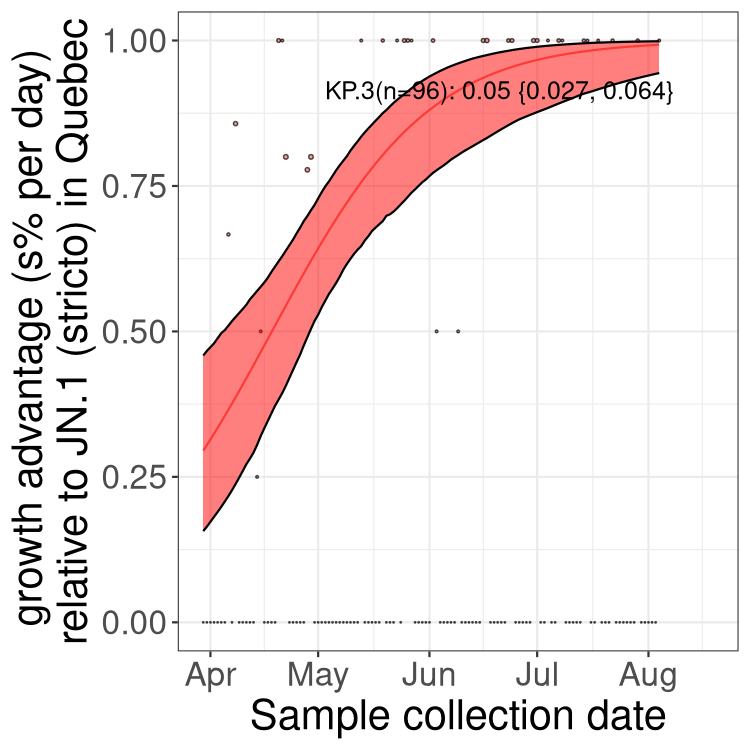 growth advantage (s% per day)
relative to JN.1 (stricto) in Quebec
1.00
0.75
0.50
0.25
0.00
KP.3(n=96): 0.05 {0.027, 0.064}
Apr May Jun Jul Aug
Sample collection date